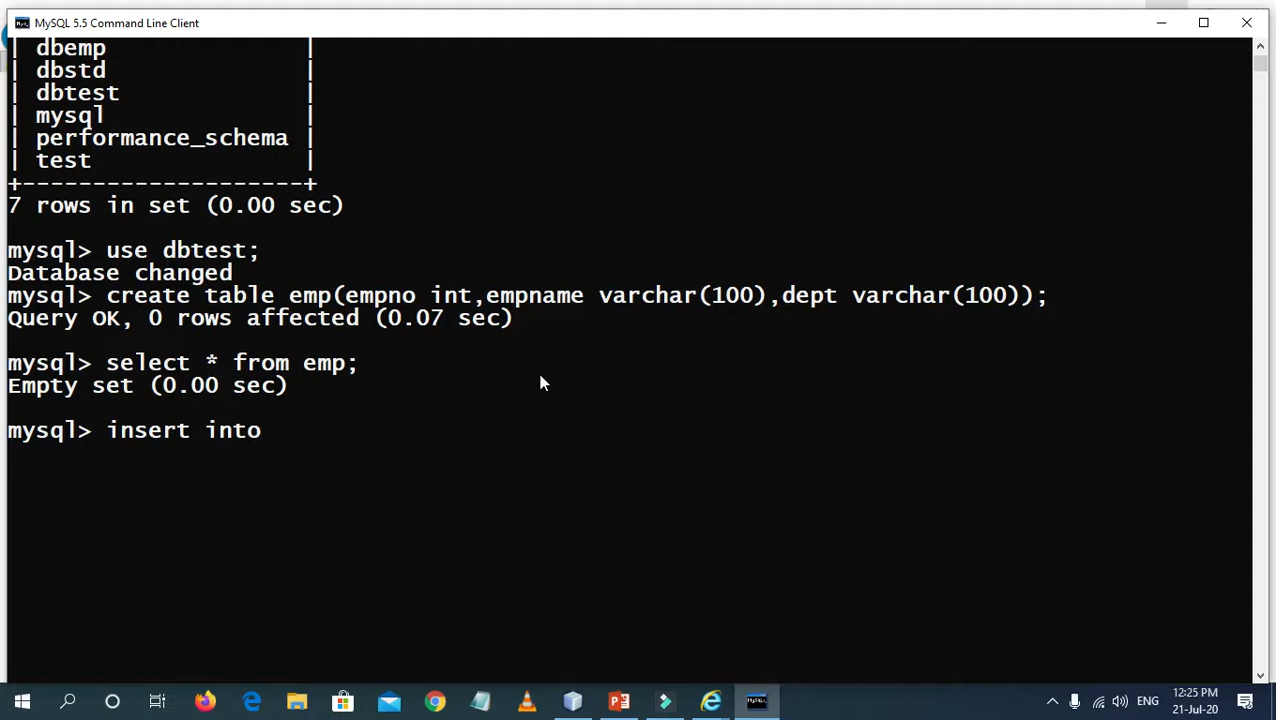 MySQL 5.5 Command Line Client
| dbemp |
| dbstd |
| dbtest |
| mysql |
| performance_schema |
| test |
+--------------------+
7 rows in set (0.00 sec)
mysql> use dbtest;
Database changed
mysql> create table emp(empno int,empname varchar(100),dept varchar(100));
Query OK, 0 rows affected (0.07 sec)
mysql> select * from emp;
Empty set (0.00 sec)
mysql> insert into
ENG
12:25 PM
21-Jul-20